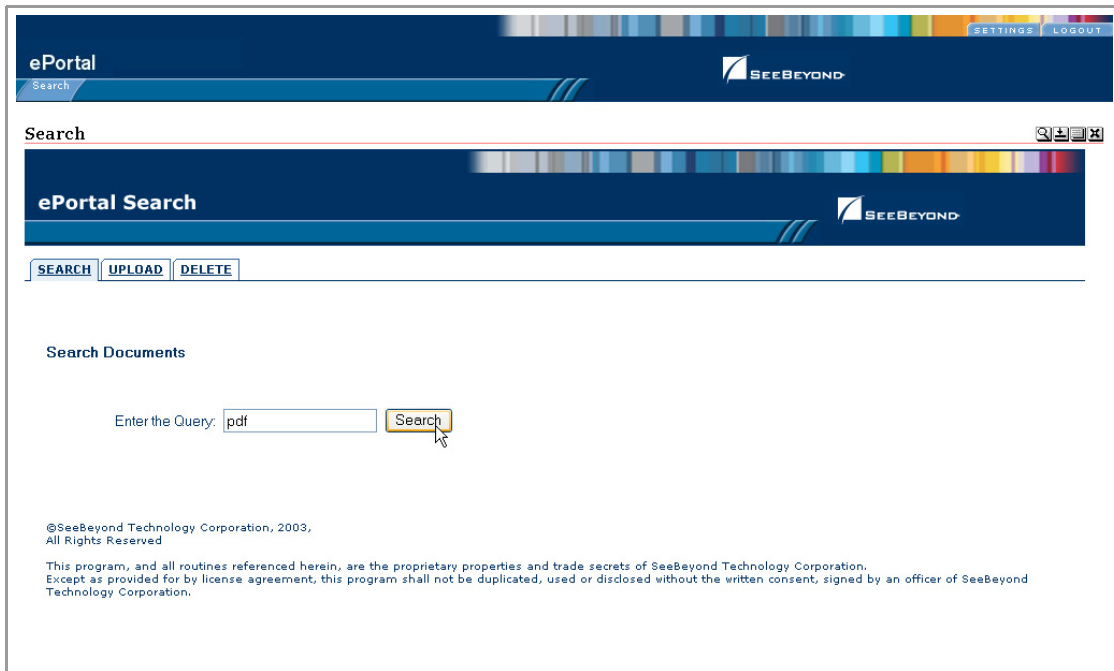 SETTINGS LOGOUT
ePortal
SEEBEYOND
Search
Search
ePortal Search
SEEBEYOND
SEARCH UPLOAD DELETE
Search Documents
Enter the Query: pdf Search
©SeeBeyond Technology Corporation, 2003,
All Rights Reserved
This program, and all routines referenced herein, are the proprietary properties and trade secrets of SeeBeyond Technology Corporation.
Except as provided for by license agreement, this program shall not be duplicated, used or disclosed without the written consent, signed by an officer of SeeBeyond
Technology Corporation.